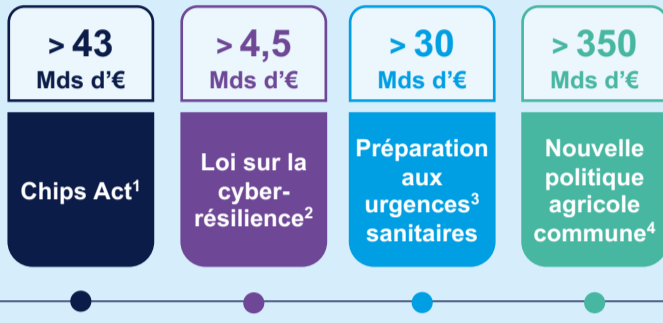 > 43
Mds d'€
> 4,5
Mds d'€
> 30
Mds d'€
> 350
Mds d'€
Chips Act¹
Loi sur la
cyber-
résilience²
Préparation
aux
urgences³
sanitaires
Nouvelle
politique
agricole
commune⁴